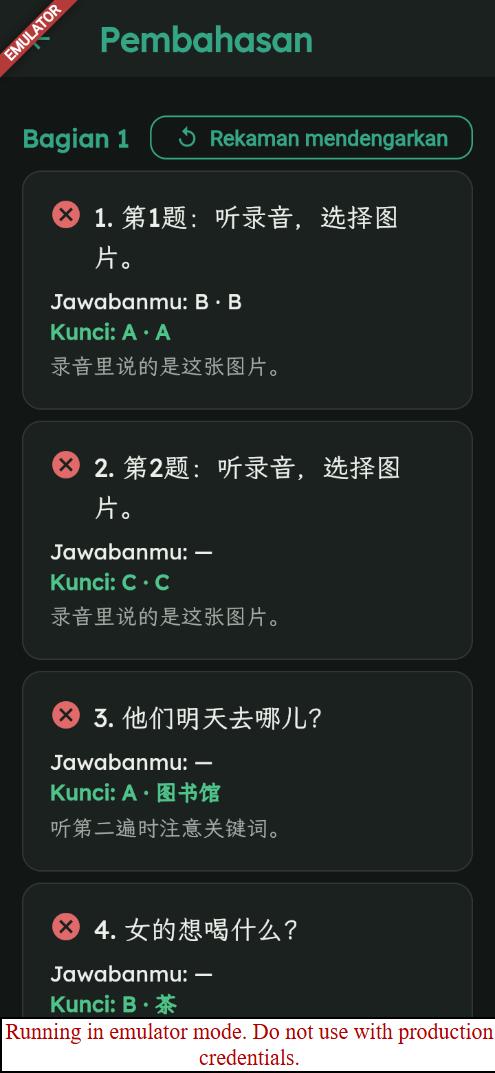 EMULATOR
Pembahasan
Bagian 1
Rekaman mendengarkan
1. 第1题：听录音，选择图
片。
Jawabanmu: B · B
Kunci: A · A
录音里说的是这张图片。
2. 第2题：听录音，选择图
片。
Jawabanmu: —
Kunci: C · C
录音里说的是这张图片。
3. 他们明天去哪儿？
Jawabanmu: —
Kunci: A · 图书馆
听第二遍时注意关键词。
4. 女的想喝什么？
Jawabanmu: —
Kunci: B · 茶
Running in emulator mode. Do not use with production
credentials.